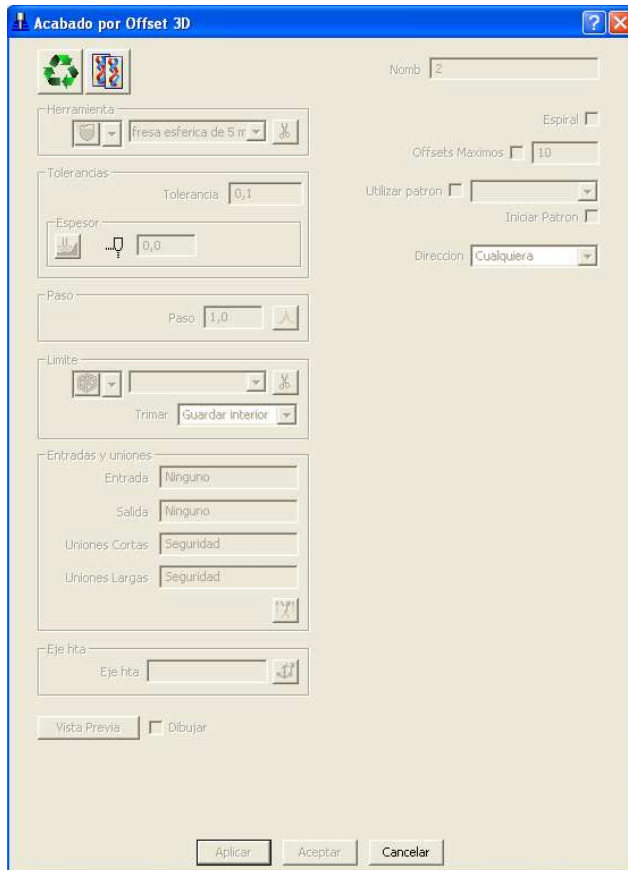 Acabado por Offset 3D
Nomb 2
Herramienta
fresa esferica de 5 m
Espiral
Offsets Maximos 10
Tolerancias
Tolerancia 0,1
Utilizar patron
Iniciar Patron
Espesor
0,0
Direccion Cualquiera
Paso
Paso 1,0
Limite
Trimar Guardar interior
Entradas y uniones
Entrada Ninguno
Salida Ninguno
Uniones Cortas Seguridad
Uniones Largas Seguridad
Eje hta
Eje hta
Vista Previa Dibujar
Aplicar Aceptar Cancelar